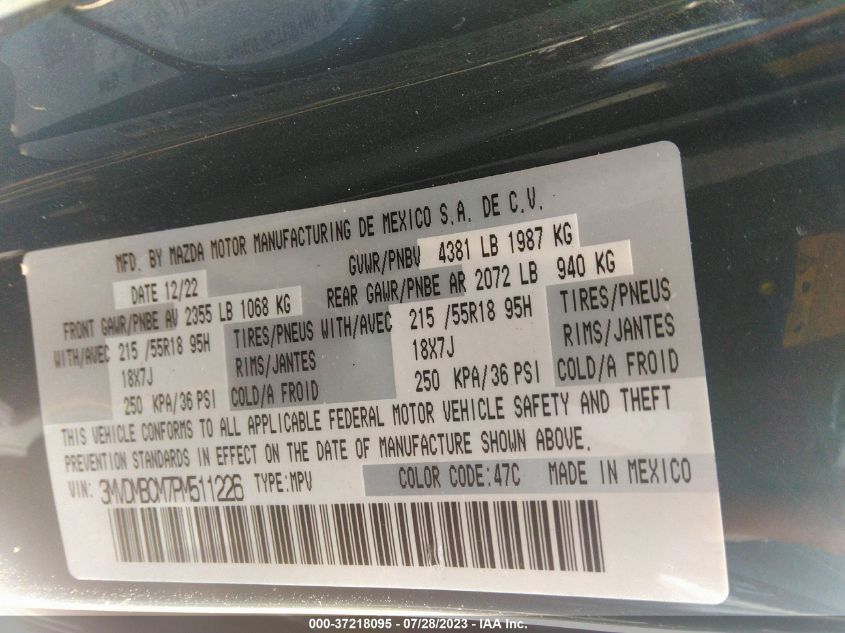 MFD. BY MAZDA MOTOR MANUFACTURING DE MEXICO S.A. DE C.V.
DATE 12/22 GVWR/PNBV 4381 LB 1987 KG
FRONT GAWR/PNBE AV 2355 LB 1068 KG REAR GAWR/PNBE AR 2072 LB 940 KG
WITH/AVEC 215 /55R18 95H TIRES/PNEUS WITH/AVEC 215 /55R18 95H TIRES/PNEUS
18X7J RIMS/JANTES 18X7J RIMS/JANTES
250 KPA/36 PSI COLD/A FROID 250 KPA/36 PSI COLD/A FROID
THIS VEHICLE CONFORMS TO ALL APPLICABLE FEDERAL MOTOR VEHICLE SAFETY AND THEFT
PREVENTION STANDARDS IN EFFECT ON THE DATE OF MANUFACTURE SHOWN ABOVE.
VIN: 3MVDMBCM7PM511226 TYPE:MPV COLOR CODE:47C MADE IN MEXICO
000-37218095 - 07/28/2023 - © IAA Inc.